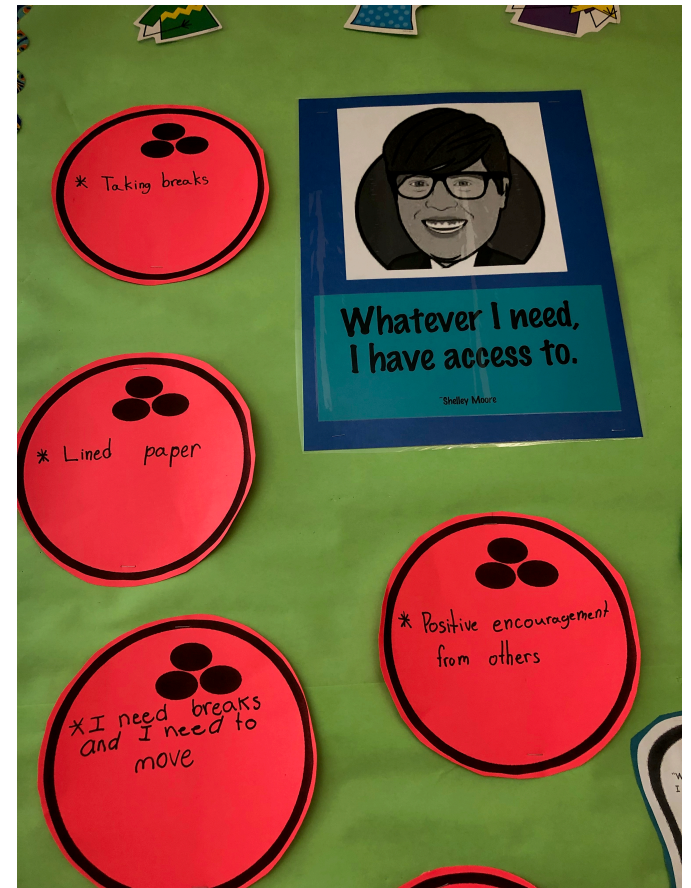 * Taking breaks
Whatever I need,
I have access to.
~Shelley Moore
* Lined paper
* Positive encouragement
from others
* I need breaks
and I need to
move
"W
I